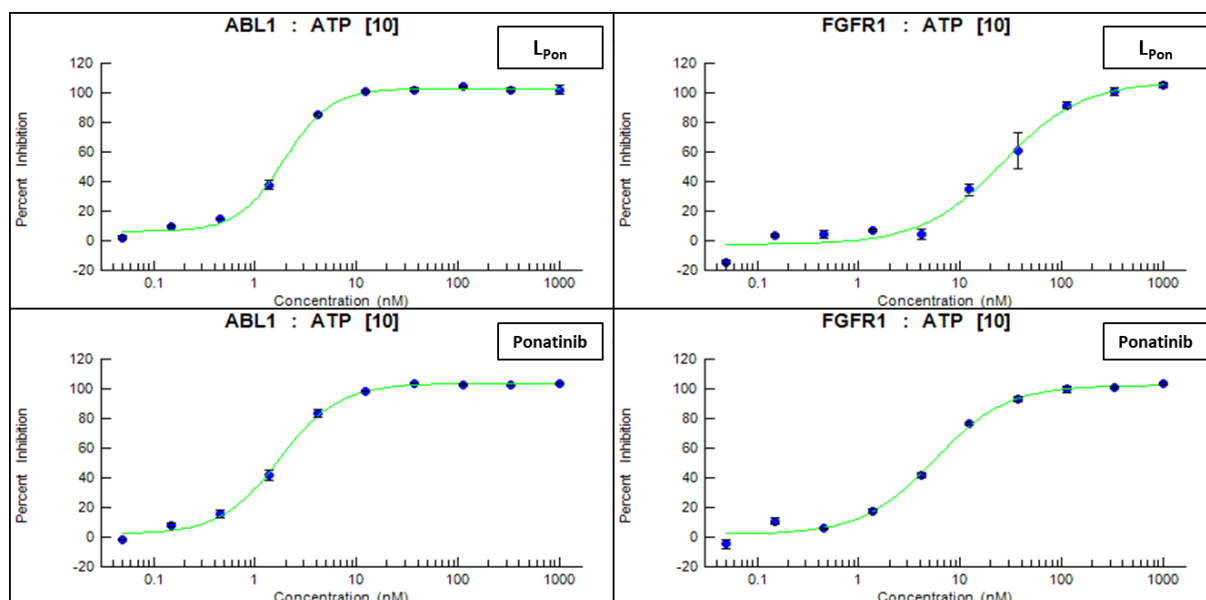 ABL1 : ATP [10]
L_Pon
Percent Inhibition
120
100
80
60
40
20
0
-20
0.1 1 10 100 1000
Concentration (nM)
FGFR1 : ATP [10]
L_Pon
Percent Inhibition
120
100
80
60
40
20
0
-20
0.1 1 10 100 1000
Concentration (nM)
ABL1 : ATP [10]
Ponatinib
Percent Inhibition
120
100
80
60
40
20
0
-20
0.1 1 10 100 1000
Concentration (nM)
FGFR1 : ATP [10]
Ponatinib
Percent Inhibition
120
100
80
60
40
20
0
-20
0.1 1 10 100 1000
Concentration (nM)